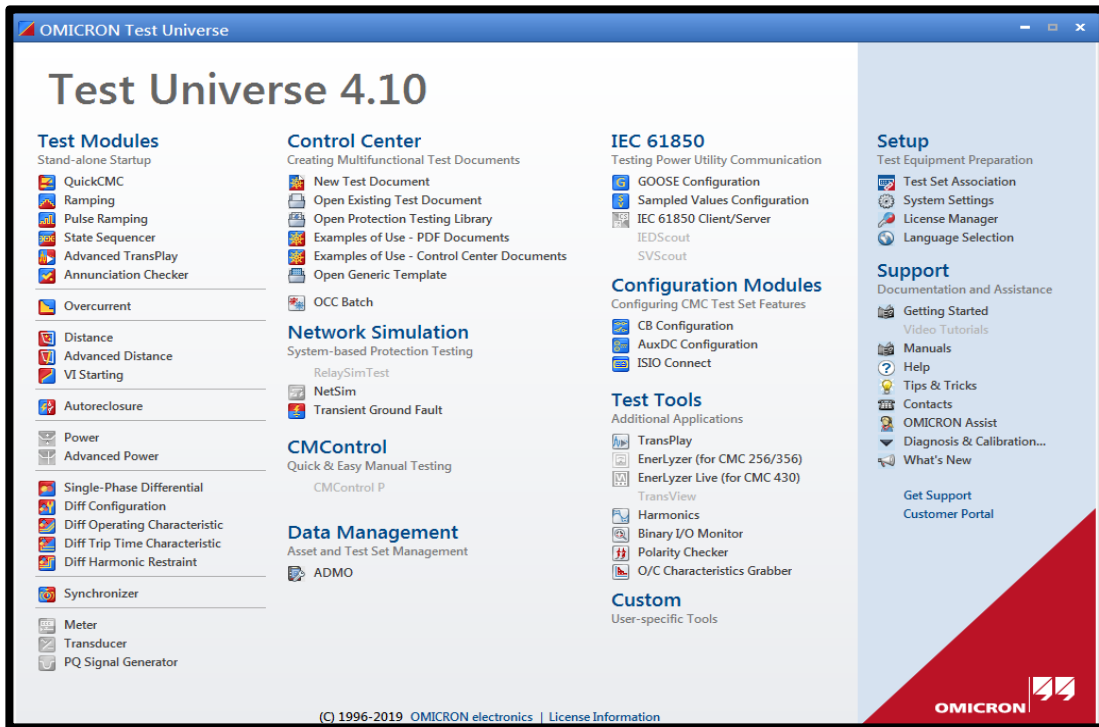 OMICRON Test Universe
Test Universe 4.10
Test Modules
Stand-alone Startup
QuickCMC
Ramping
Pulse Ramping
State Sequencer
Advanced TransPlay
Annunciation Checker
Overcurrent
Distance
Advanced Distance
VI Starting
Autoreclosure
Power
Advanced Power
Single-Phase Differential
Diff Configuration
Diff Operating Characteristic
Diff Trip Time Characteristic
Diff Harmonic Restraint
Synchronizer
Meter
Transducer
PQ Signal Generator
Control Center
Creating Multifunctional Test Documents
New Test Document
Open Existing Test Document
Open Protection Testing Library
Examples of Use - PDF Documents
Examples of Use - Control Center Documents
Open Generic Template
OCC Batch
Network Simulation
System-based Protection Testing
RelaySimTest
NetSim
Transient Ground Fault
CMControl
Quick & Easy Manual Testing
CMControl P
Data Management
Asset and Test Set Management
ADMO
IEC 61850
Testing Power Utility Communication
GOOSE Configuration
Sampled Values Configuration
IEC 61850 Client/Server
IEDScout
SVScout
Configuration Modules
Configuring CMC Test Set Features
CB Configuration
AuxDC Configuration
ISIO Connect
Test Tools
Additional Applications
TransPlay
EnerLyzer (for CMC 256/356)
EnerLyzer Live (for CMC 430)
TransView
Harmonics
Binary I/O Monitor
Polarity Checker
O/C Characteristics Grabber
Custom
User-specific Tools
Setup
Test Equipment Preparation
Test Set Association
System Settings
License Manager
Language Selection
Support
Documentation and Assistance
Getting Started
Video Tutorials
Manuals
Help
Tips & Tricks
Contacts
OMICRON Assist
Diagnosis & Calibration...
What's New
Get Support
Customer Portal
OMICRON
(C) 1996-2019 OMICRON electronics | License Information